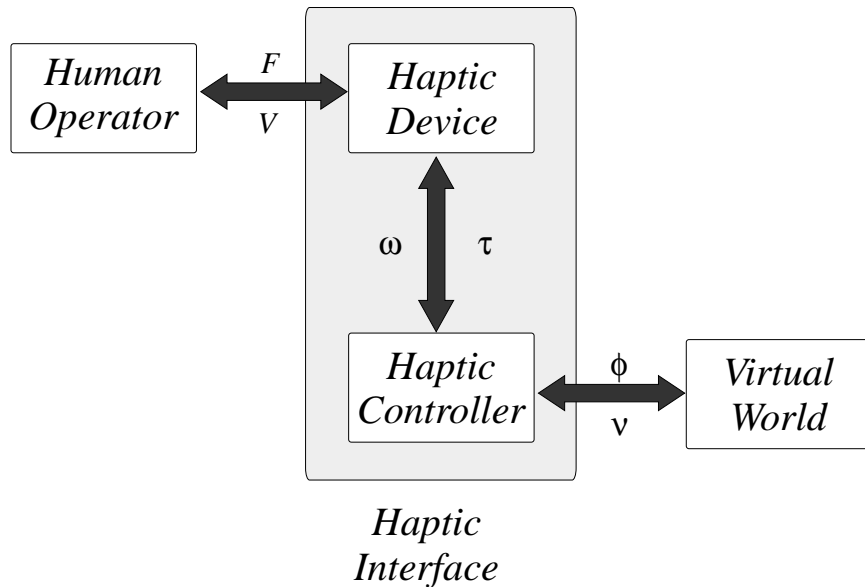 Human
Operator
F
V
Haptic
Device
ω τ
Haptic
Controller
ϕ
ν
Virtual
World
Haptic
Interface